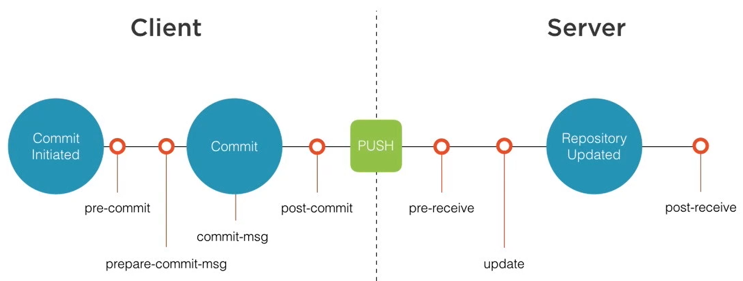 Client
Server
Commit
Initiated
Commit
PUSH
Repository
Updated
pre-commit
post-commit
pre-receive
post-receive
commit-msg
prepare-commit-msg
update